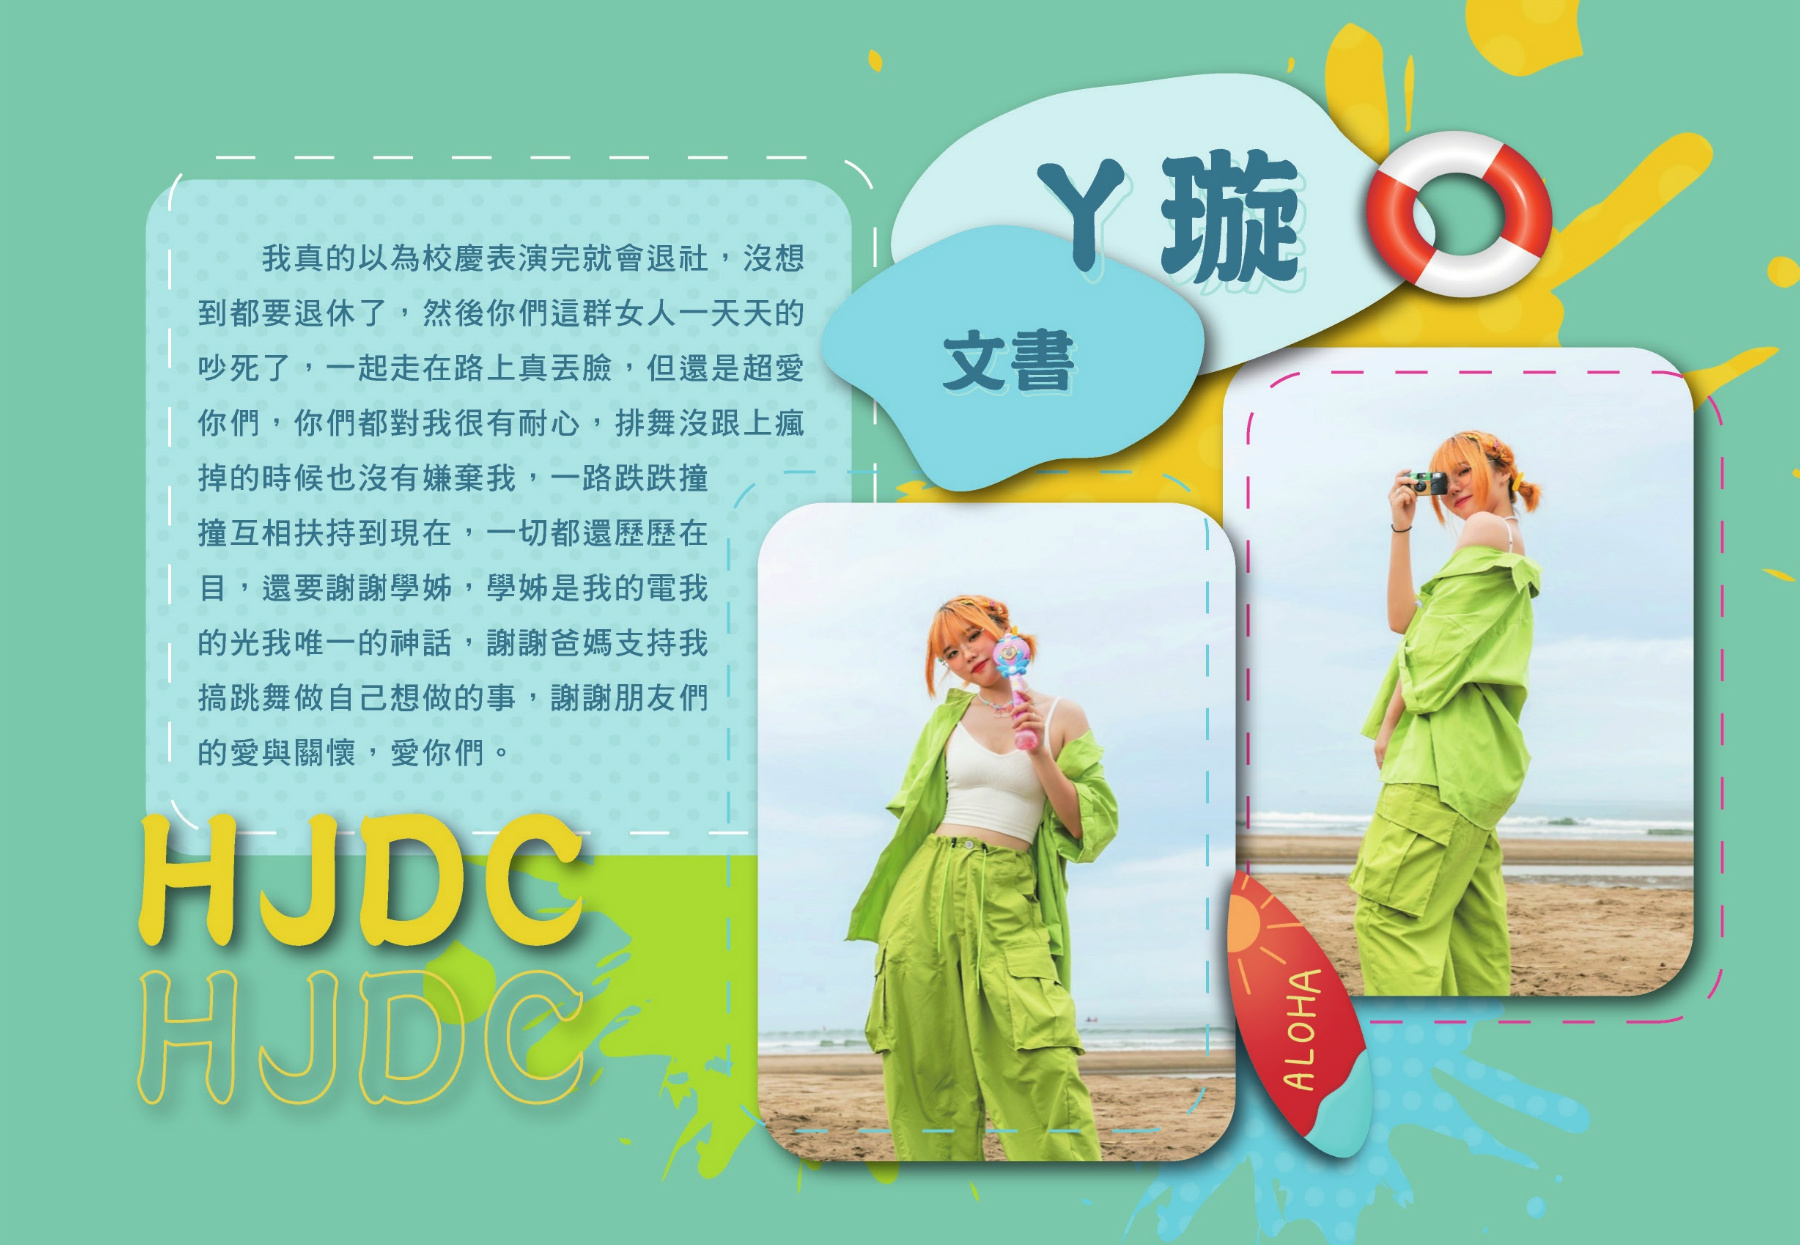 ㄚ璇
文書
我真的以為校慶表演完就會退社，沒想
到都要退休了，然後你們這群女人一天天的
吵死了，一起走在路上真丟臉，但還是超愛
你們，你們都對我很有耐心，排舞沒跟上瘋
掉的時候也沒有嫌棄我，一路跌跌撞
撞互相扶持到現在，一切都還歷歷在
目，還要謝謝學姊，學姊是我的電我
的光我唯一的神話，謝謝爸媽支持我
搞跳舞做自己想做的事，謝謝朋友們
的愛與關懷，愛你們。
HJDC
HJDC
ALOHA